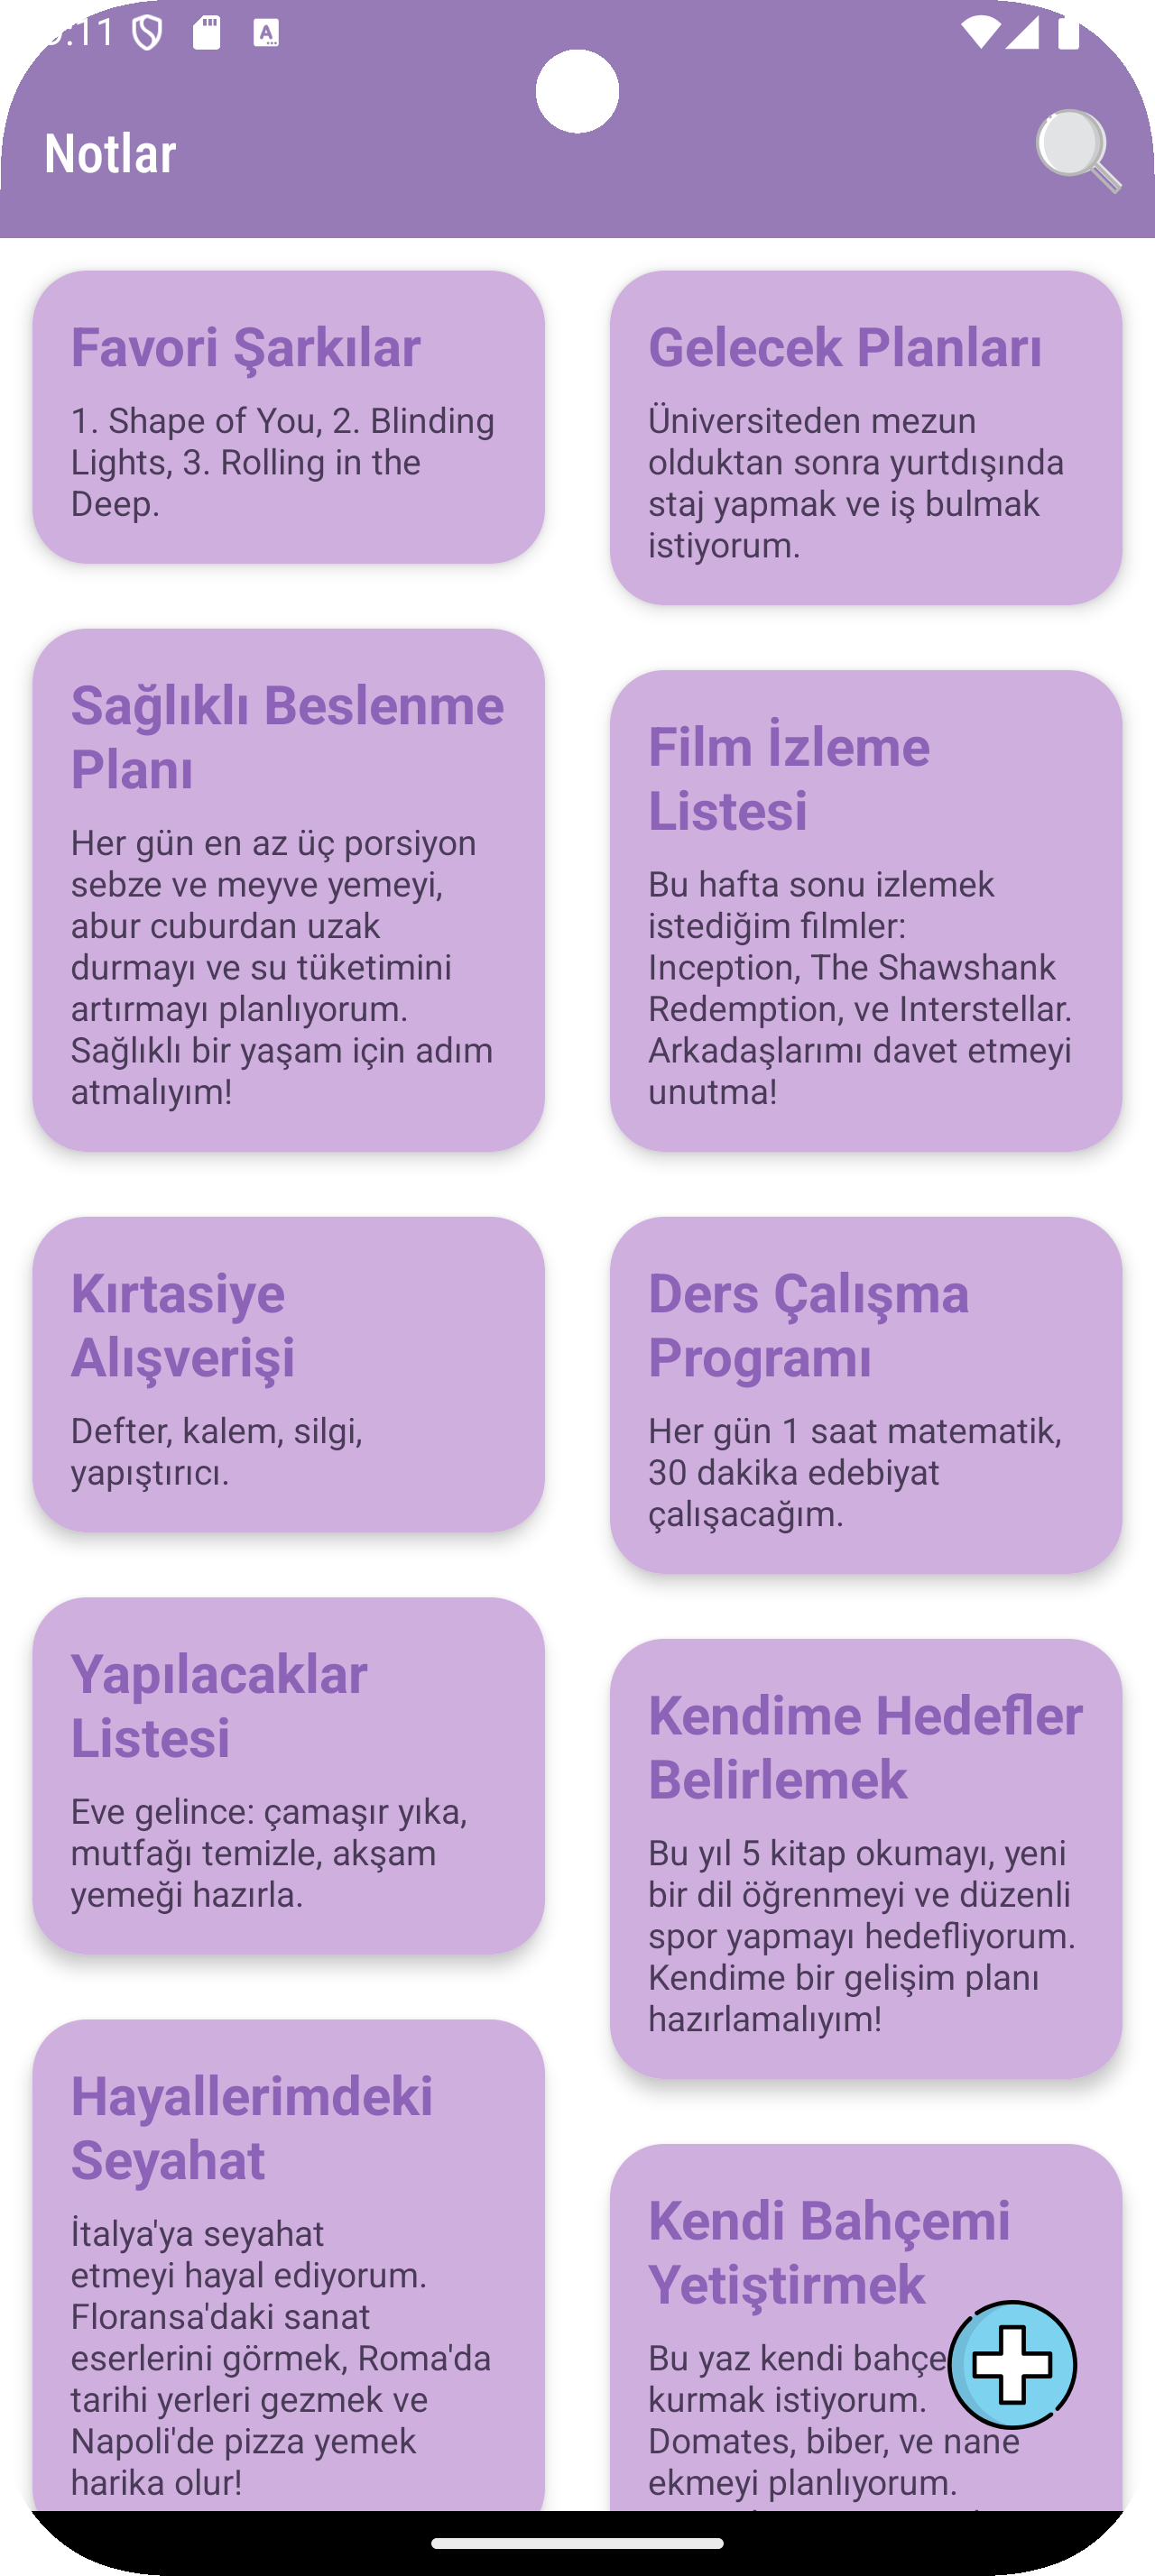 Notlar
Favori Şarkılar
1. Shape of You, 2. Blinding
Lights, 3. Rolling in the
Deep.
Gelecek Planları
Üniversiteden mezun
olduktan sonra yurtdışında
staj yapmak ve iş bulmak
istiyorum.
Sağlıklı Beslenme
Planı
Her gün en az üç porsiyon
sebze ve meyve yemeyi,
abur cuburdan uzak
durmayı ve su tüketimini
artırmayı planlıyorum.
Sağlıklı bir yaşam için adım
atmalıyım!
Film İzleme
Listesi
Bu hafta sonu izlemek
istediğim filmler:
Inception, The Shawshank
Redemption, ve Interstellar.
Arkadaşlarımı davet etmeyi
unutma!
Kırtasiye
Alışverişi
Defter, kalem, silgi,
yapıştırıcı.
Ders Çalışma
Programı
Her gün 1 saat matematik,
30 dakika edebiyat
çalışacağım.
Yapılacaklar
Listesi
Eve gelince: çamaşır yıka,
mutfağı temizle, akşam
yemeği hazırla.
Kendime Hedefler
Belirlemek
Bu yıl 5 kitap okumayı, yeni
bir dil öğrenmeyi ve düzenli
spor yapmayı hedefliyorum.
Kendime bir gelişim planı
hazırlamalıyım!
Hayallerimdeki
Seyahat
İtalya'ya seyahat
etmeyi hayal ediyorum.
Floransa'daki sanat
eserlerini görmek, Roma'da
tarihi yerleri gezmek ve
Napoli'de pizza yemek
harika olur!
Kendi Bahçemi
Yetiştirmek
Bu yaz kendi
kurmak istiyorum.
Domates, biber, ve nane
ekmeyi planlıyorum.